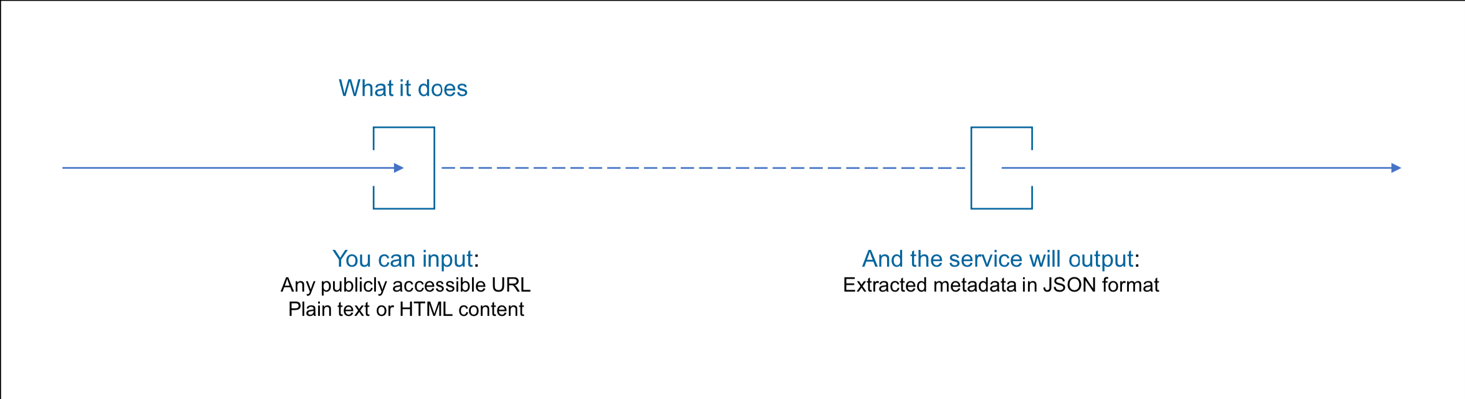 What it does
You can input:
Any publicly accessible URL
Plain text or HTML content
And the service will output:
Extracted metadata in JSON format